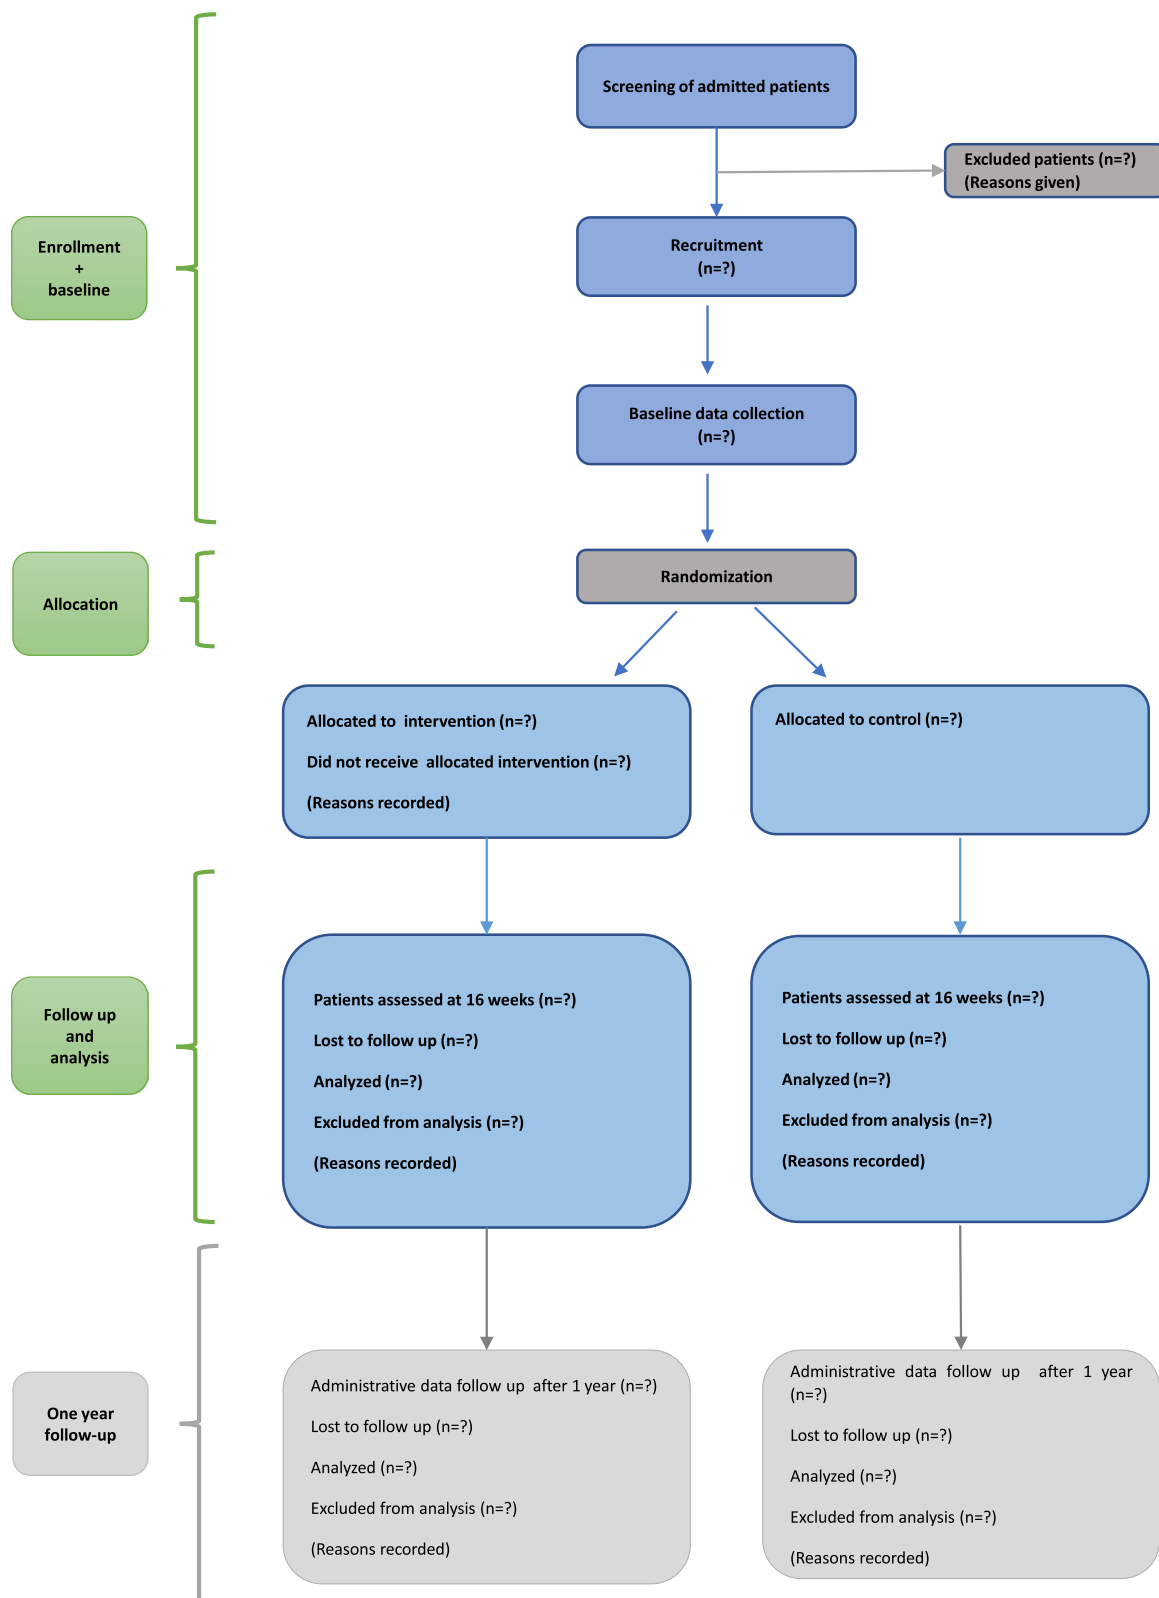 Screening of admitted patients
Excluded patients (n=?)
(Reasons given)
Enrollment
+
baseline
Recruitment
(n=?)
Baseline data collection
(n=?)
Allocation
Randomization
Allocated to intervention (n=?)
Did not receive allocated intervention (n=?)
(Reasons recorded)
Allocated to control (n=?)
Follow up
and
analysis
Patients assessed at 16 weeks (n=?)
Lost to follow up (n=?)
Analyzed (n=?)
Excluded from analysis (n=?)
(Reasons recorded)
Patients assessed at 16 weeks (n=?)
Lost to follow up (n=?)
Analyzed (n=?)
Excluded from analysis (n=?)
(Reasons recorded)
One year
follow-up
Administrative data follow up after 1 year (n=?)
Lost to follow up (n=?)
Analyzed (n=?)
Excluded from analysis (n=?)
(Reasons recorded)
Administrative data follow up after 1 year
(n=?)
Lost to follow up (n=?)
Analyzed (n=?)
Excluded from analysis (n=?)
(Reasons recorded)